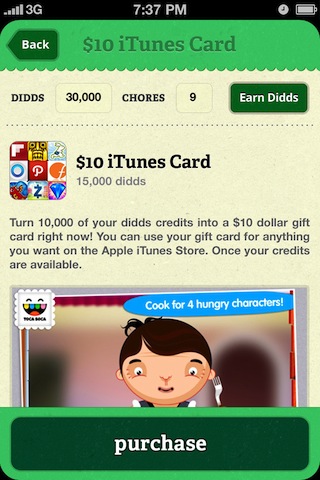 3G 7:37 PM
Back $10 iTunes Card
DIDDS 30,000 CHORES 9 Earn Didds
$10 iTunes Card
15,000 didds
Turn 10,000 of your didds credits into a $10 dollar gift
card right now! You can use your gift card for anything
you want on the Apple iTunes Store. Once your credits
are available.
Cook for 4 hungry characters!
TOCA BOCA
purchase